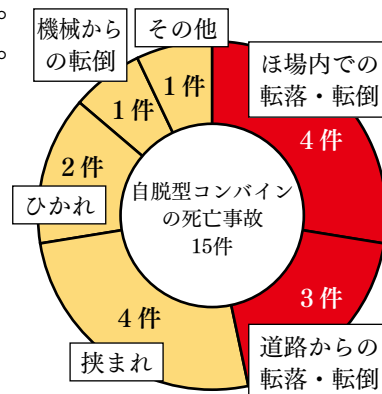 。
。
機械から
の転倒
1件
その他
1件
ほ場内での
転落・転倒
4件
2件
ひかれ
自脱型コンバイン
の死亡事故
15件
3件
道路からの
転落・転倒
4件
挟まれ